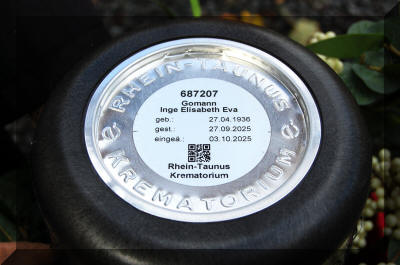 RHEIN-TAUNUS
687207
Gomann
Inge Elisabeth Eva
geb.: 27.04.1936
gest.: 27.09.2025
eingeä.: 03.10.2025
Rhein-Taunus
Krematorium
KREMATORIUM